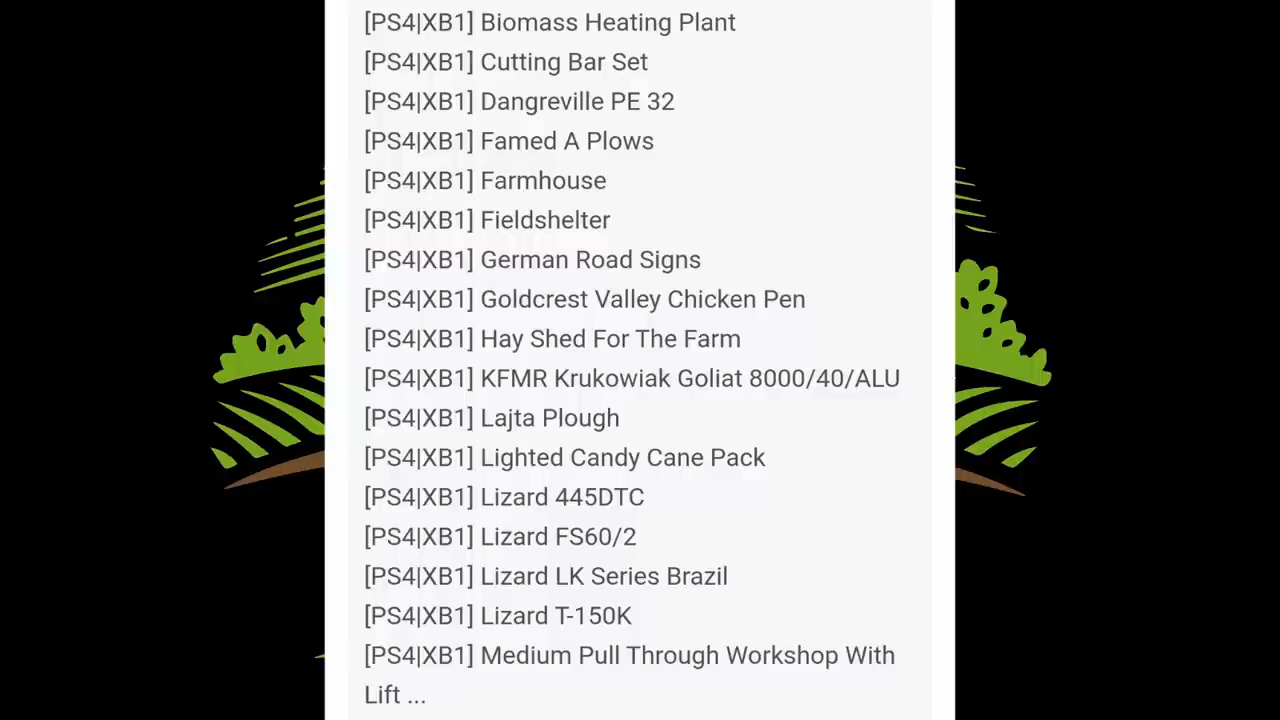 [PS4|XB1] Biomass Heating Plant
[PS4|XB1] Cutting Bar Set
[PS4|XB1] Dangreville PE 32
[PS4|XB1] Famed A Plows
[PS4|XB1] Farmhouse
[PS4|XB1] Fieldshelter
[PS4|XB1] German Road Signs
[PS4|XB1] Goldcrest Valley Chicken Pen
[PS4|XB1] Hay Shed For The Farm
[PS4|XB1] KFMR Krukowiak Goliat 8000/40/ALU
[PS4|XB1] Lajta Plough
[PS4|XB1] Lighted Candy Cane Pack
[PS4|XB1] Lizard 445DTC
[PS4|XB1] Lizard FS60/2
[PS4|XB1] Lizard LK Series Brazil
[PS4|XB1] Lizard T-150K
[PS4|XB1] Medium Pull Through Workshop With
Lift ...